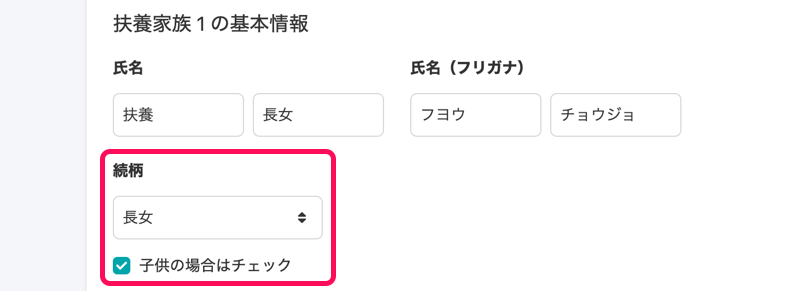 扶養家族1の基本情報
氏名 氏名（フリガナ）
扶養 長女 フヨウ チョウジョ
続柄
長女
子供の場合はチェック